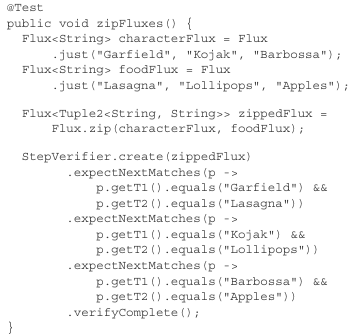 @Test
public void zipFluxes() {
  Flux<String> characterFlux = Flux
      .just("Garfield", "Kojak", "Barbossa");
  Flux<String> foodFlux = Flux
      .just("Lasagna", "Lollipops", "Apples");

  Flux<Tuple2<String, String>> zippedFlux =
      Flux.zip(characterFlux, foodFlux);

  StepVerifier.create(zippedFlux)
        .expectNextMatches(p ->
            p.getT1().equals("Garfield") &&
            p.getT2().equals("Lasagna"))
        .expectNextMatches(p ->
            p.getT1().equals("Kojak") &&
            p.getT2().equals("Lollipops"))
        .expectNextMatches(p ->
            p.getT1().equals("Barbossa") &&
            p.getT2().equals("Apples"))
        .verifyComplete();
}